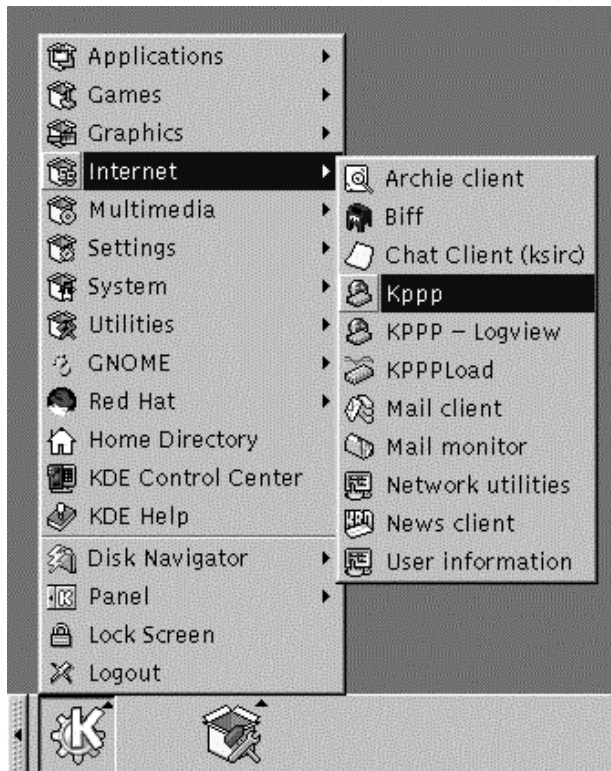 Applications
Games
Graphics
Internet
Multimedia
Settings
System
Utilities
GNOME
Red Hat
Home Directory
KDE Control Center
KDE Help
Disk Navigator
Panel
Lock Screen
Logout
Archie client
Biff
Chat Client (ksirc)
Kppp
KPPP – Logview
KPPPLoad
Mail client
Mail monitor
Network utilities
News client
User information
K